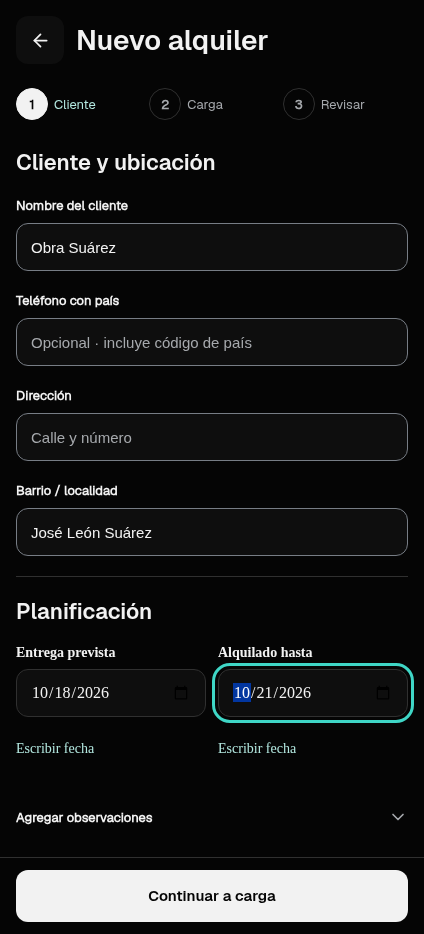 Nuevo alquiler
1 Cliente 2 Carga 3 Revisar
Cliente y ubicación
Nombre del cliente
Obra Suárez
Teléfono con país
Opcional · incluye código de país
Dirección
Calle y número
Barrio / localidad
José León Suárez
Planificación
Entrega prevista Alquilado hasta
10/18/2026 10/21/2026
Escribir fecha Escribir fecha
Agregar observaciones
Continuar a carga